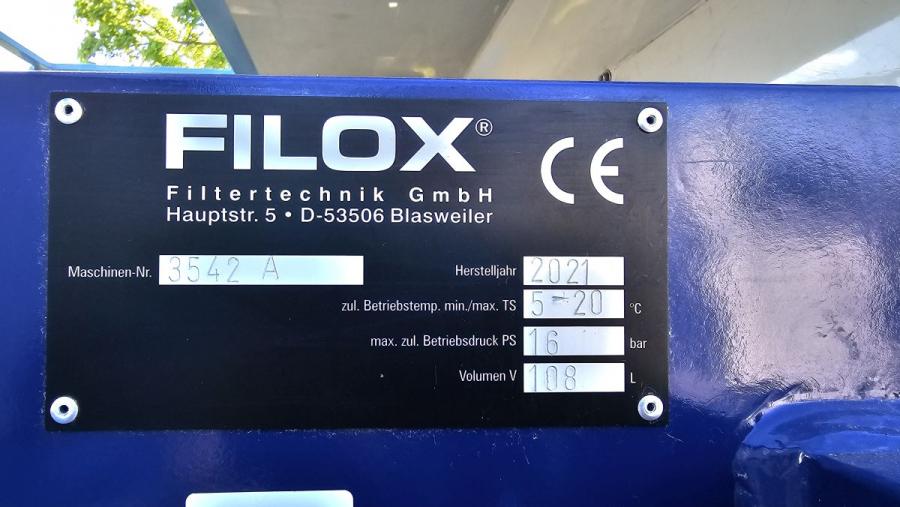 FILOX®
Filtertechnik GmbH
Hauptstr. 5 • D-53506 Blasweiler
CE
Maschinen-Nr. 3542 A
Herstelljahr 2021
zul. Betriebstemp. min./max. TS 5-20 °C
max. zul. Betriebsdruck PS 16 bar
Volumen V 108 L